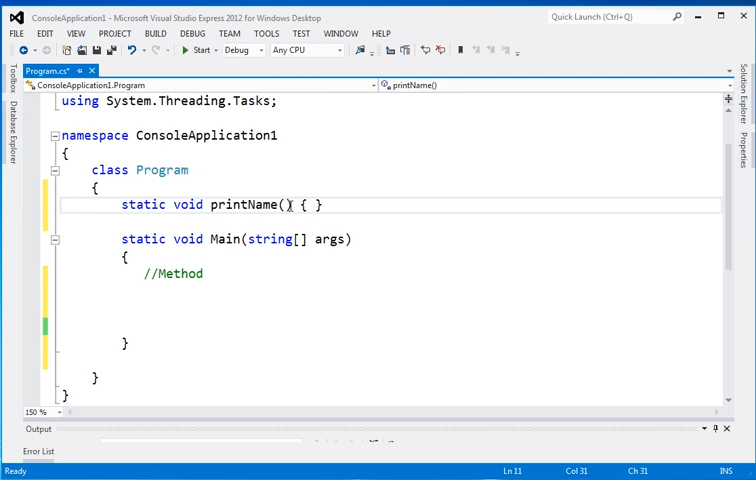 ConsoleApplication1 - Microsoft Visual Studio Express 2012 for Windows Desktop
Quick Launch (Ctrl+Q)
FILE EDIT VIEW PROJECT BUILD DEBUG TEAM TOOLS TEST WINDOW HELP
Start Debug Any CPU
Program.cs*
ConsoleApplication1.Program
printName()
Toolbox
Database Explorer
Solution Explorer
Properties
using System.Threading.Tasks;
namespace ConsoleApplication1
{
class Program
{
static void printName() { }
static void Main(string[] args)
{
//Method
}
}
}
150 %
Output
Error List
Ready Ln 11 Col 31 Ch 31 INS